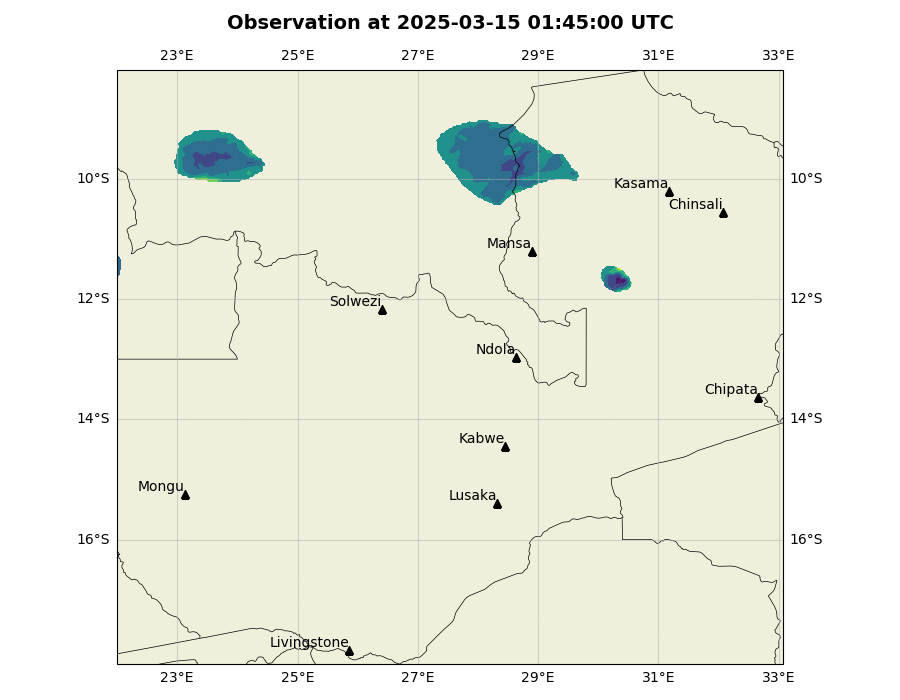 Observation at 2025-03-15 01:45:00 UTC
23°E 25°E 27°E 29°E 31°E 33°E
10°S 10°S
Kasama
Chinsali
Mansa
12°S 12°S
Solwezi
Ndola
Chipata
14°S 14°S
Kabwe
Mongu
Lusaka
16°S 16°S
Livingstone
23°E 25°E 27°E 29°E 31°E 33°E